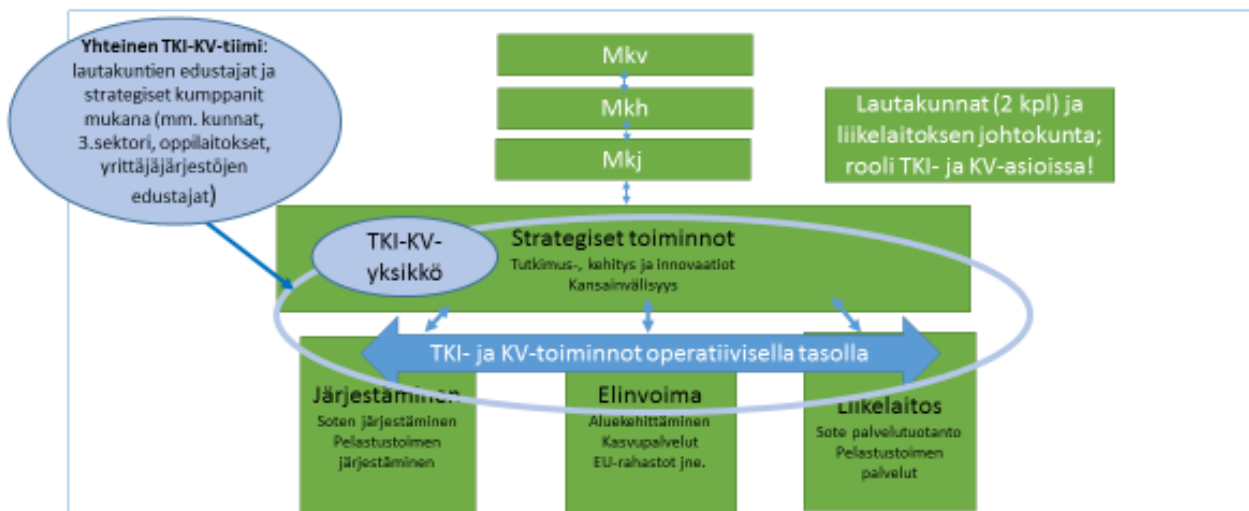 Yhteinen TKI-KV-tiimi:
lautakuntien edustajat ja
strategiset kumppanit
mukana (mm. kunnat,
3.sektori, oppilaitokset,
yrittäjäjärjestöjen
edustajat)
Mkv
Mkh
Mkj
Lautakunnat (2 kpl) ja
liikelaitoksen johtokunta;
rooli TKI- ja KV-asioissa!
TKI-KV-
yksikkö
Strategiset toiminnot
Tutkimus-, kehitys ja innovaatiot
Kansainvälisyys
TKI- ja KV-toiminnot operatiivisella tasolla
Järjestäminen
Soten järjestäminen
Pelastustoimen
järjestäminen
Elinvoima
Aluekehittäminen
Kasvupalvelut
EU-rahastot jne.
Liikelaitos
Sote palvelutuotanto
Pelastustoimen
palvelut